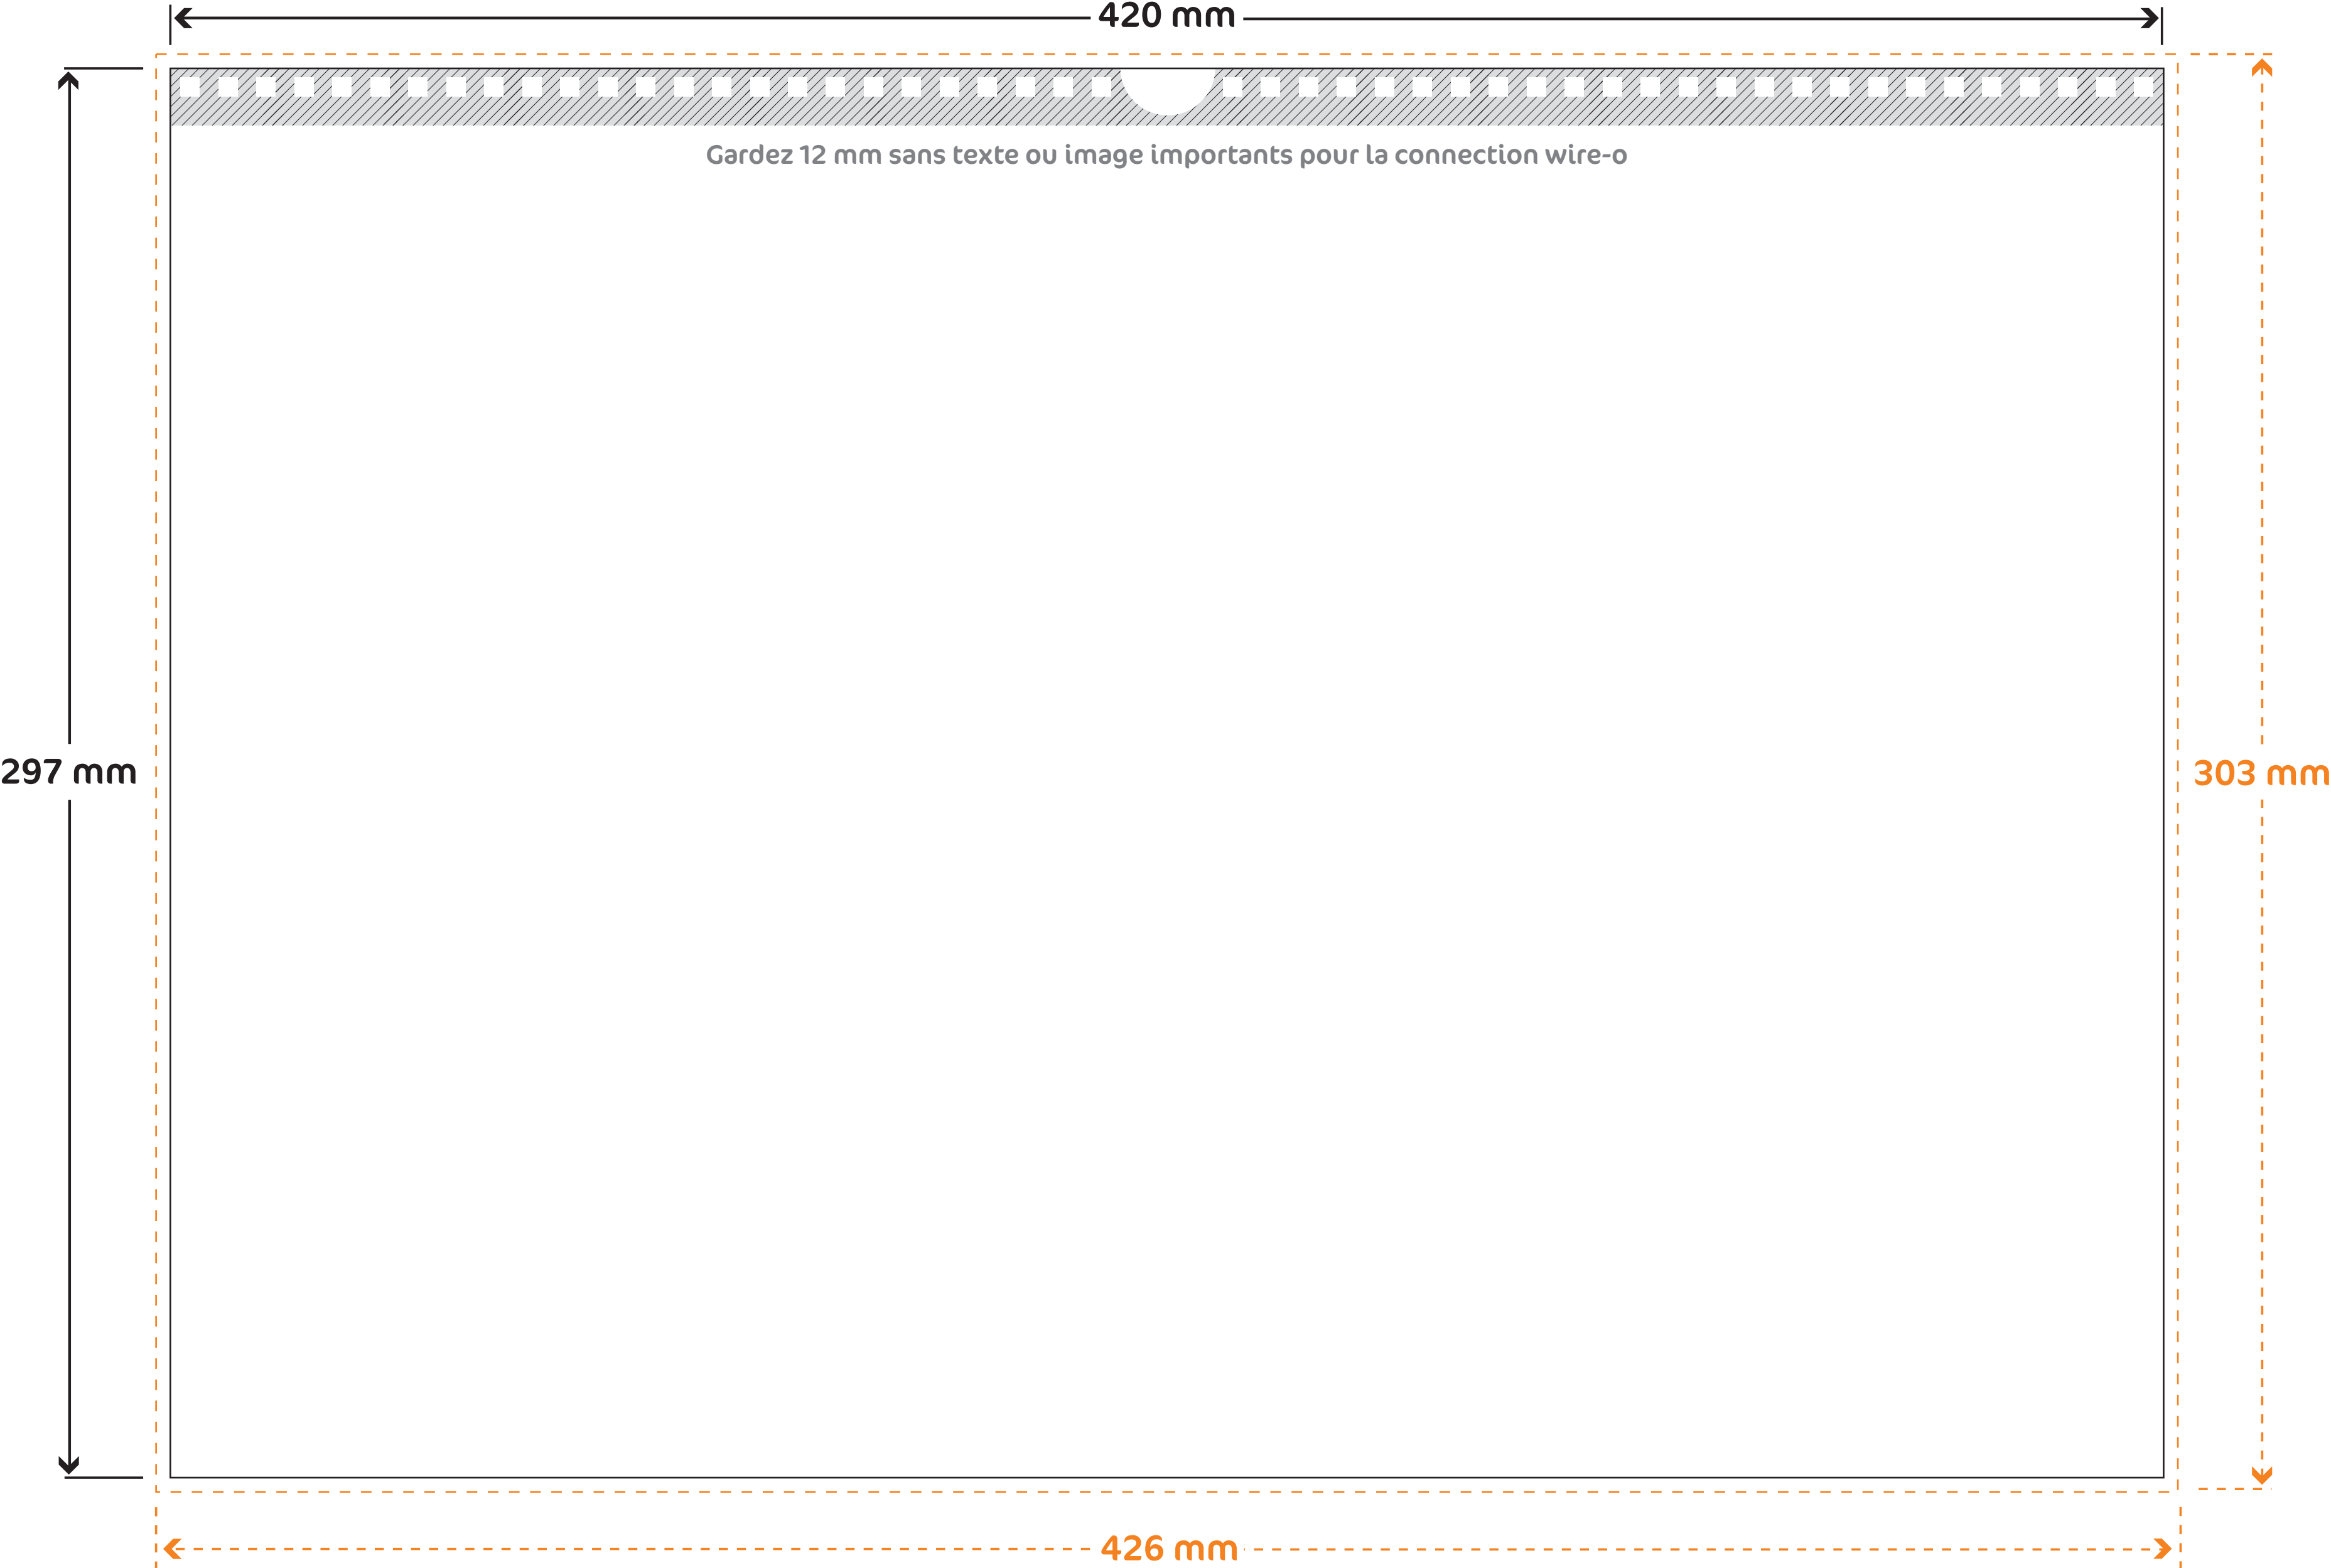 420 mm
Gardez 12 mm sans texte ou image importants pour la connection wire-o
297 mm
303 mm
426 mm